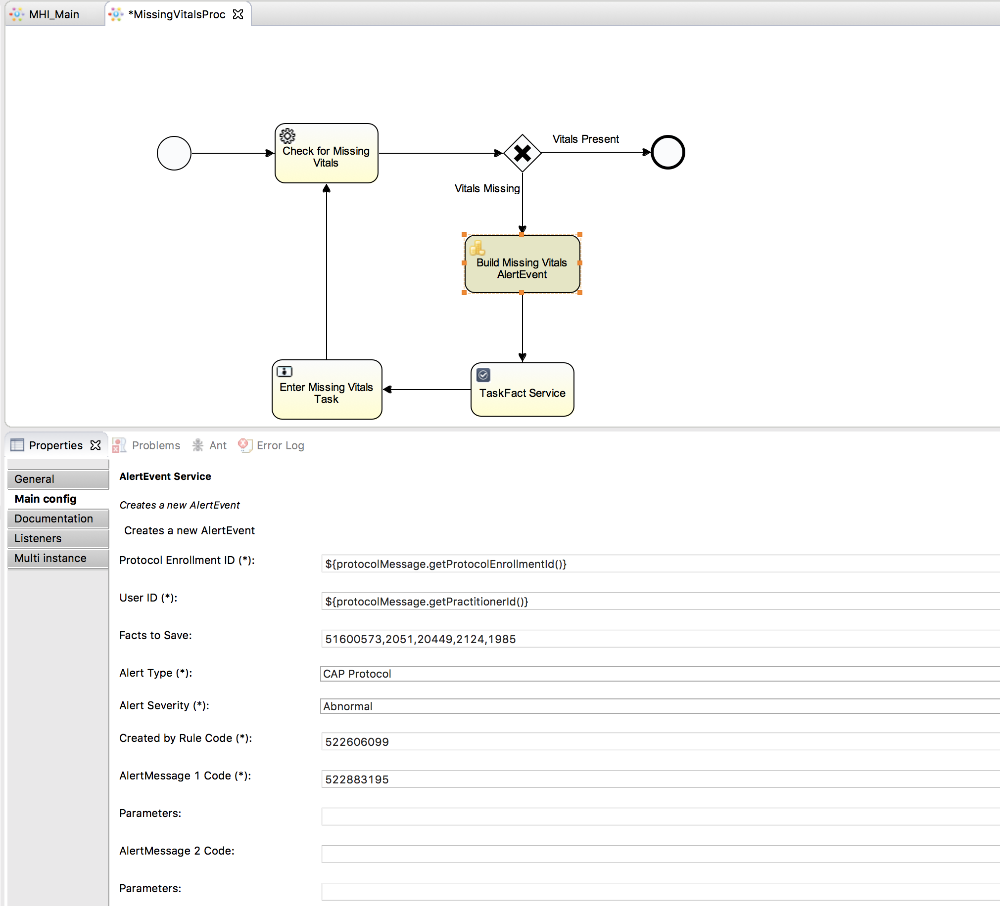 MHI_Main
*MissingVitalsProc
Check for Missing
Vitals
Vitals Present
Vitals Missing
Build Missing Vitals
AlertEvent
Enter Missing Vitals
Task
TaskFact Service
Properties
Problems
Ant
Error Log
General
Main config
Documentation
Listeners
Multi instance
AlertEvent Service
Creates a new AlertEvent
Creates a new AlertEvent
Protocol Enrollment ID (*):
${protocolMessage.getProtocolEnrollmentId()}
User ID (*):
${protocolMessage.getPractitionerId()}
Facts to Save:
51600573,2051,20449,2124,1985
Alert Type (*):
CAP Protocol
Alert Severity (*):
Abnormal
Created by Rule Code (*):
522606099
AlertMessage 1 Code (*):
522883195
Parameters:
AlertMessage 2 Code:
Parameters: